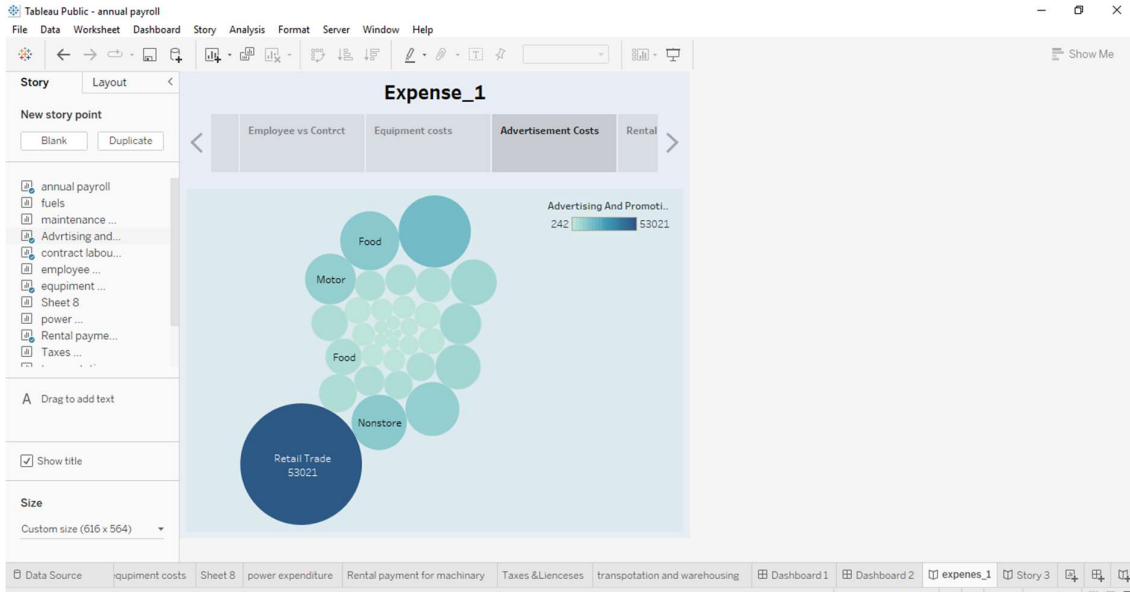 Tableau Public - annual payroll
File Data Worksheet Dashboard Story Analysis Format Server Window Help
Show Me
Story Layout
New story point
Blank Duplicate
annual payroll
fuels
maintenance ...
Advrtising and...
contract labou...
employee ...
equpiment ...
Sheet 8
power ...
Rental payme...
Taxes ...
A Drag to add text
Show title
Size
Custom size (616 x 564)
Expense_1
Employee vs Contrct Equipment costs Advertisement Costs Rental
Advertising And Promoti..
242 53021
Food
Motor
Food
Nonstore
Retail Trade
53021
Data Source equpiment costs Sheet 8 power expenditure Rental payment for machinary Taxes &Lienceses transpotation and warehousing Dashboard 1 Dashboard 2 expenes_1 Story 3